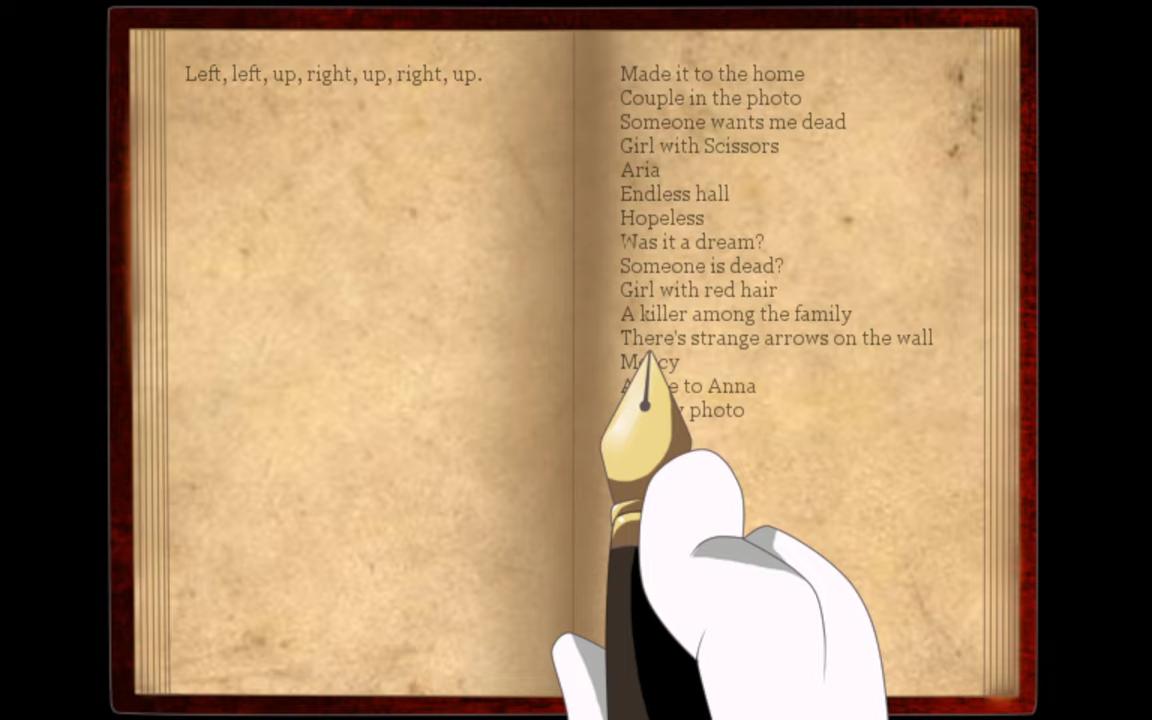 Left, left, up, right, up, right, up.
Made it to the home
Couple in the photo
Someone wants me dead
Girl with Scissors
Aria
Endless hall
Hopeless
Was it a dream?
Someone is dead?
Girl with red hair
A killer among the family
There's strange arrows on the wall
to Anna
photo